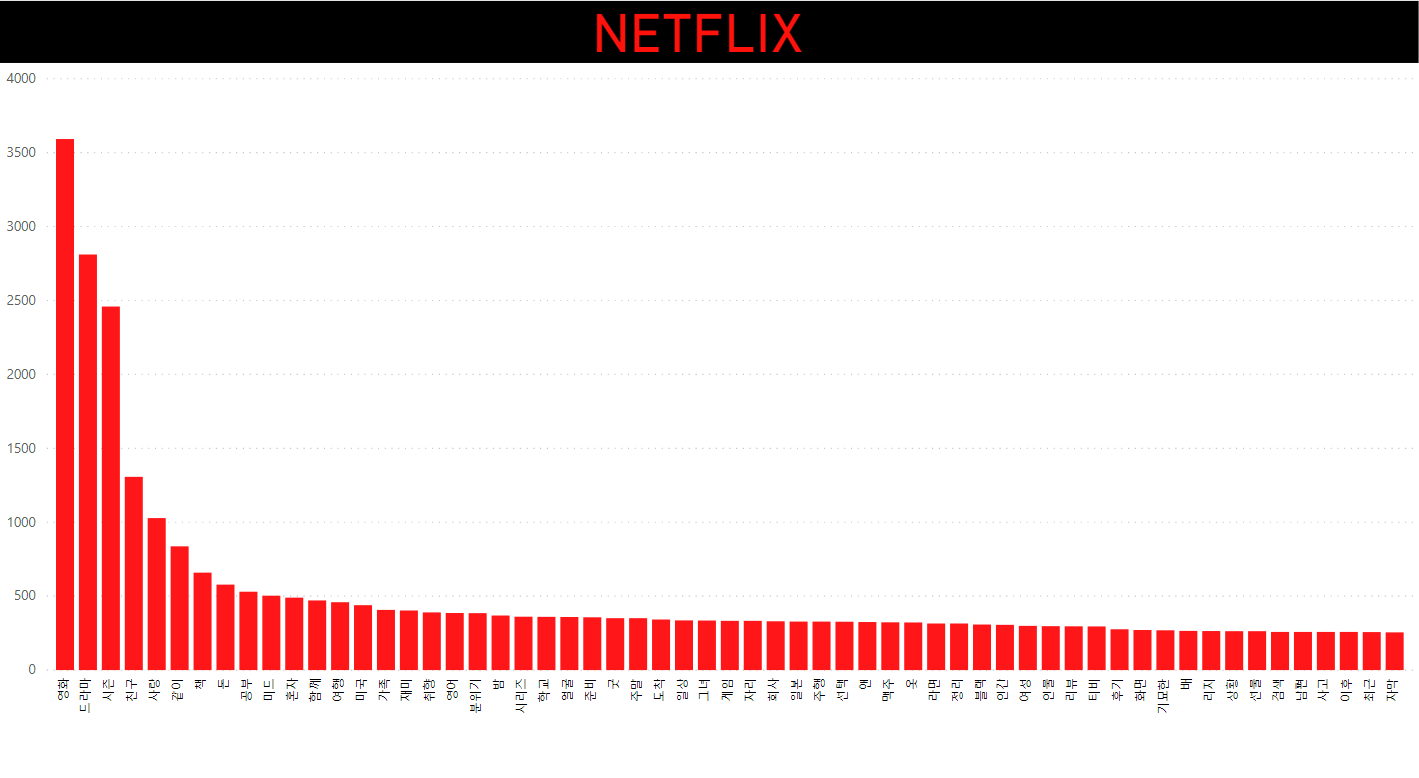 NETFLIX
4000
3500
3000
2500
2000
1500
1000
500
0
영화
드라마
시즌
친구
사랑
같이
책
돈
공부
미드
혼자
함께
여행
미국
가족
재미
취향
영어
분위기
밤
시리즈
학교
얼굴
준비
굿
주말
도착
일상
그녀
게임
자리
회사
일본
주행
선택
앤
맥주
옷
라면
정리
블랙
인간
여성
인물
리뷰
티비
후기
화면
기묘한
배
리지
상황
선물
검색
남편
사고
이후
최근
자막